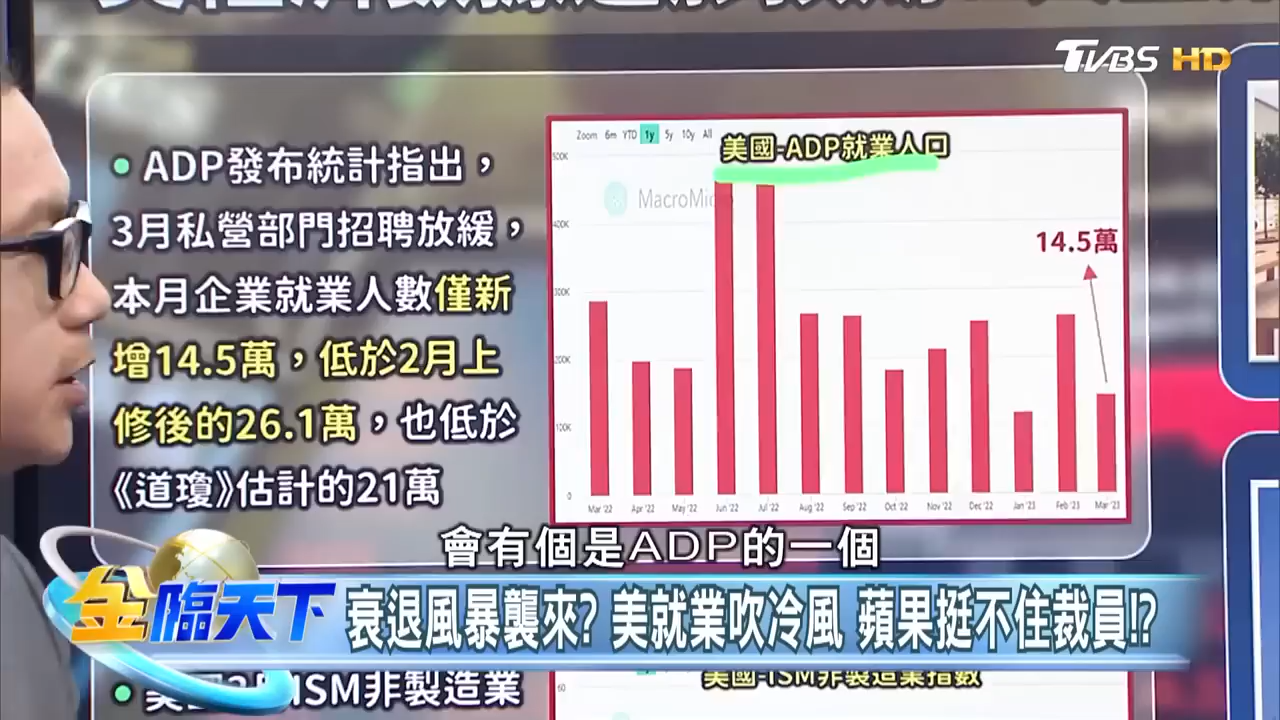 TVBS HD
ADP發布統計指出，
3月私營部門招聘放緩，
本月企業就業人數僅新
增14.5萬，低於2月上
修後的26.1萬，也低於
《道瓊》估計的21萬
Zoom 6m YTD 1y 5y 10y All
美國-ADP就業人口
MacroMic
14.5萬
500K
400K
300K
200K
100K
0
Mar '22 Apr '22 May '22 Jun '22 Jul '22 Aug '22 Sep '22 Oct '22 Nov '22 Dec '22 Jan '23 Feb '23 Mar '23
會有個是ADP的一個
金臨天下
衰退風暴襲來? 美就業吹冷風 蘋果挺不住裁員!?
ISM非製造業
60
美國-ISM非製造業指數